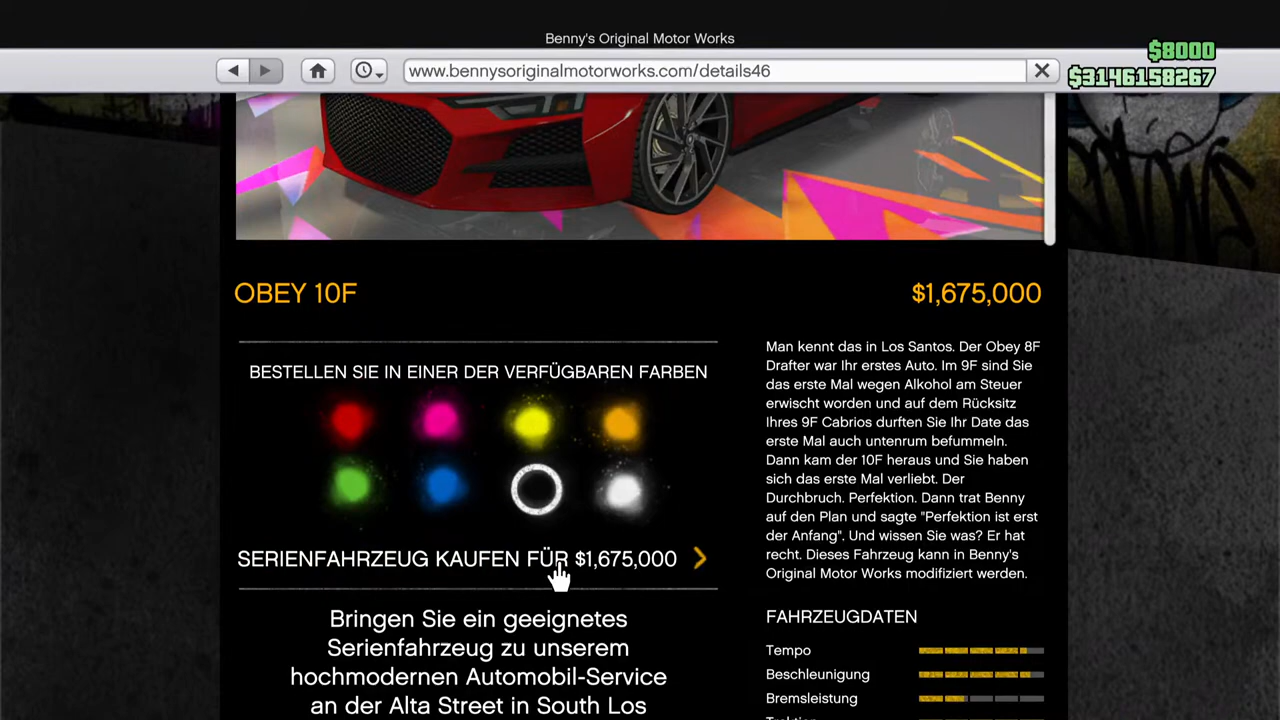 Benny's Original Motor Works
www.bennysoriginalmotorworks.com/details46
$8000
$3146158267
OBEY 10F
$1,675,000
BESTELLEN SIE IN EINER DER VERFÜGBAREN FARBEN
SERIENFAHRZEUG KAUFEN FÜR $1,675,000
Bringen Sie ein geeignetes
Serienfahrzeug zu unserem
hochmodernen Automobil-Service
an der Alta Street in South Los
Man kennt das in Los Santos. Der Obey 8F
Drafter war Ihr erstes Auto. Im 9F sind Sie
das erste Mal wegen Alkohol am Steuer
erwischt worden und auf dem Rücksitz
Ihres 9F Cabrios durften Sie Ihr Date das
erste Mal auch untenrum befummeln.
Dann kam der 10F heraus und Sie haben
sich das erste Mal verliebt. Der
Durchbruch. Perfektion. Dann trat Benny
auf den Plan und sagte "Perfektion ist erst
der Anfang". Und wissen Sie was? Er hat
recht. Dieses Fahrzeug kann in Benny's
Original Motor Works modifiziert werden.
FAHRZEUGDATEN
Tempo
Beschleunigung
Bremsleistung